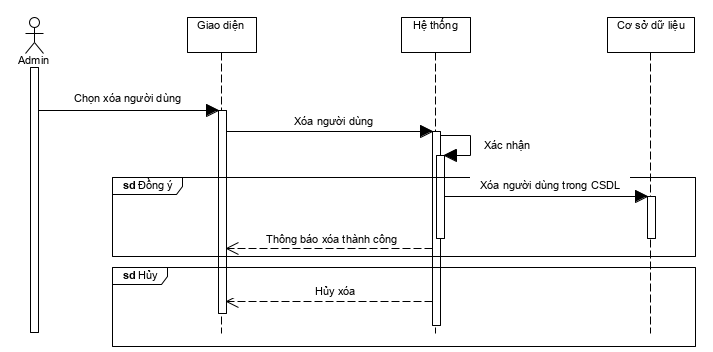 Giao diện
Hệ thống
Cơ sở dữ liệu
Admin
Chọn xóa người dùng
Xóa người dùng
Xác nhận
sd Đồng ý
Xóa người dùng trong CSDL
Thông báo xóa thành công
sd Hủy
Hủy xóa